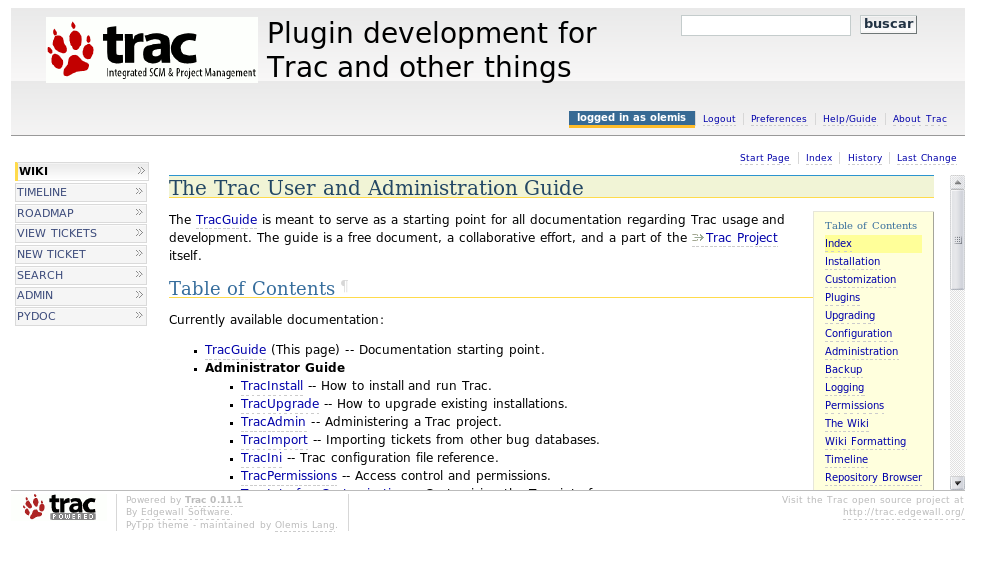 trac
Integrated SCM & Project Management
Plugin development for
Trac and other things
buscar
logged in as olemis
Logout
Preferences
Help/Guide
About Trac
Start Page
Index
History
Last Change
WIKI
TIMELINE
ROADMAP
VIEW TICKETS
NEW TICKET
SEARCH
ADMIN
PYDOC
The Trac User and Administration Guide
The TracGuide is meant to serve as a starting point for all documentation regarding Trac usage and
development. The guide is a free document, a collaborative effort, and a part of the Trac Project
itself.
Table of Contents ¶
Currently available documentation:
TracGuide (This page) -- Documentation starting point.
Administrator Guide
TracInstall -- How to install and run Trac.
TracUpgrade -- How to upgrade existing installations.
TracAdmin -- Administering a Trac project.
TracImport -- Importing tickets from other bug databases.
TracIni -- Trac configuration file reference.
TracPermissions -- Access control and permissions.
Table of Contents
Index
Installation
Customization
Plugins
Upgrading
Configuration
Administration
Backup
Logging
Permissions
The Wiki
Wiki Formatting
Timeline
Repository Browser
trac
POWERED
Powered by Trac 0.11.1
By Edgewall Software.
PyTpp theme - maintained by Olemis Lang.
Visit the Trac open source project at
http://trac.edgewall.org/